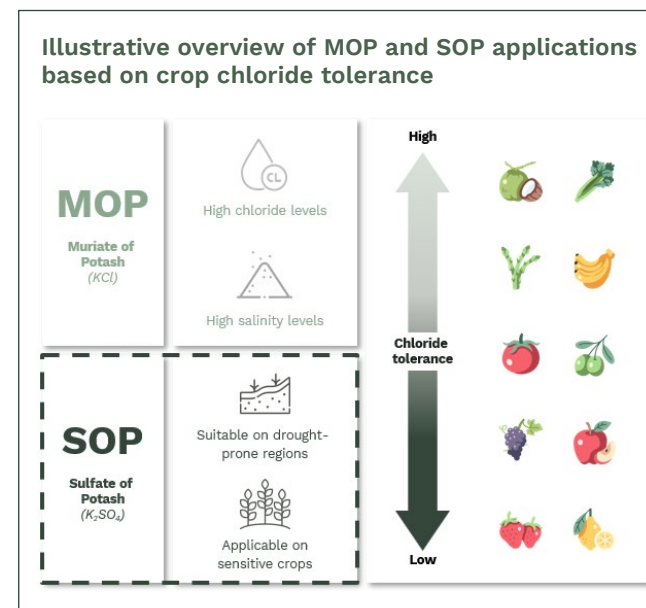 Illustrative overview of MOP and SOP applications
based on crop chloride tolerance
MOP
Muriate of
Potash
(KCl)
CL
High chloride levels
High salinity levels
SOP
Sulfate of
Potash
(K₂SO₄)
Suitable on drought-
prone regions
Applicable on
sensitive crops
High
Chloride
tolerance
Low